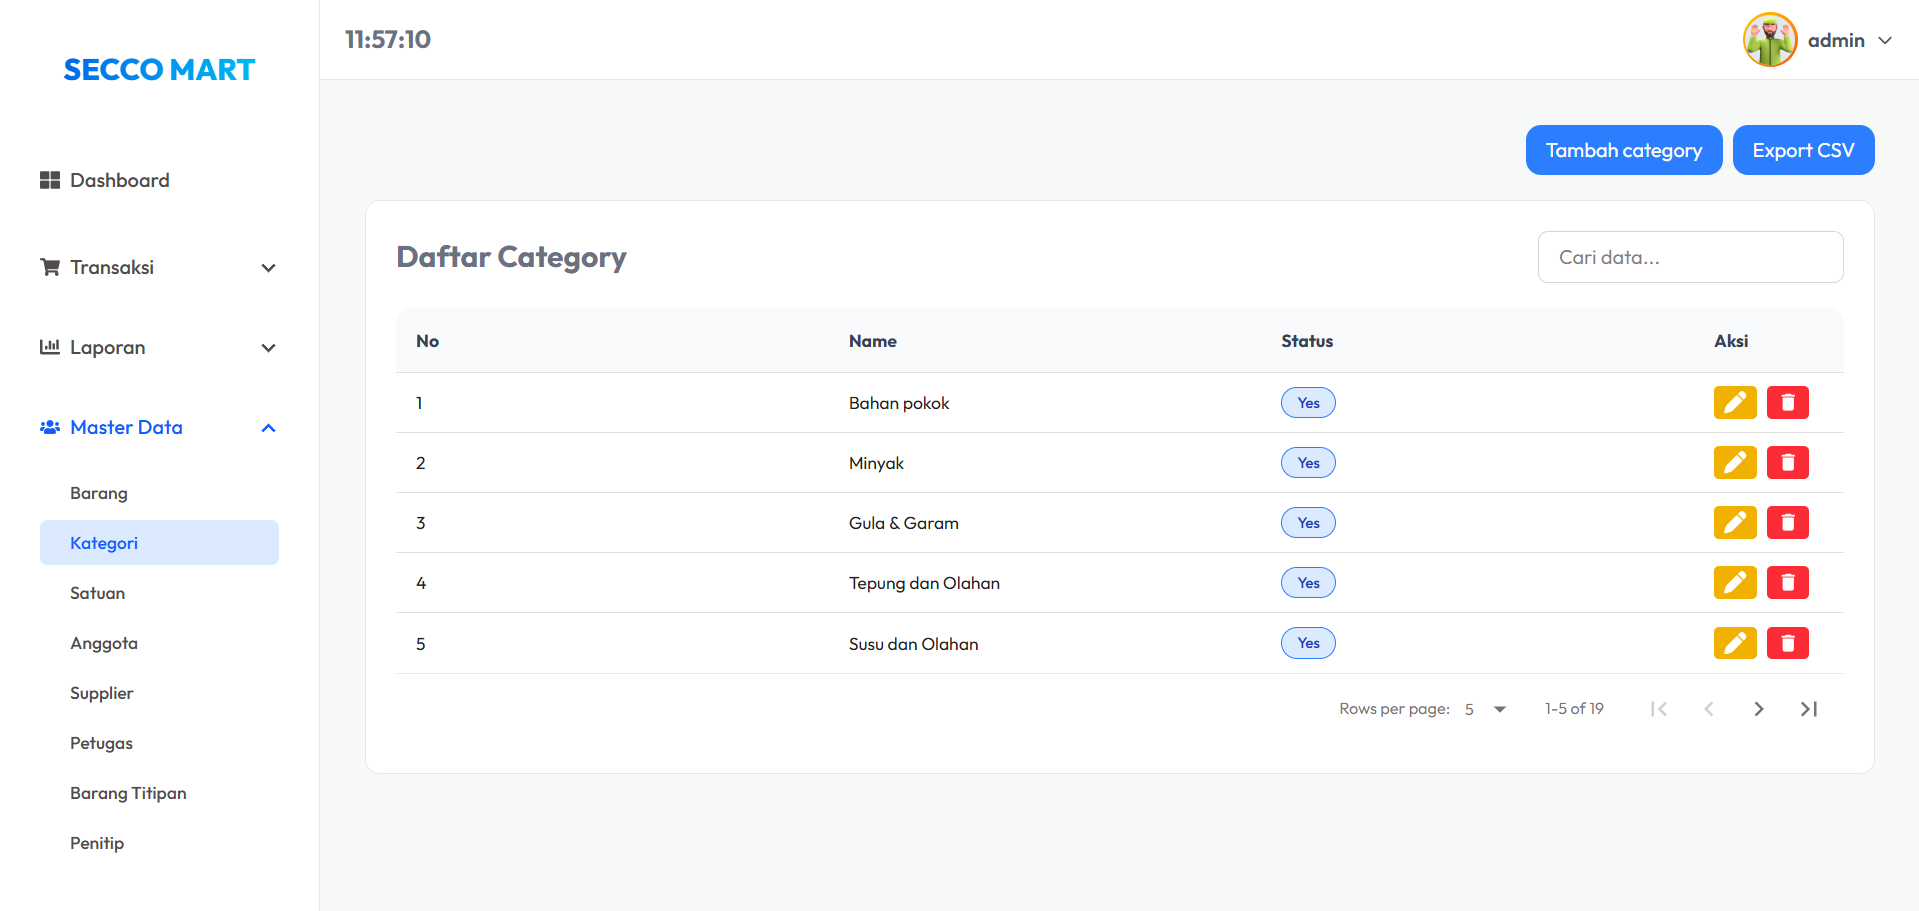 SECCO MART
11:57:10
admin
Dashboard
Transaksi
Laporan
Master Data
Barang
Kategori
Satuan
Anggota
Supplier
Petugas
Barang Titipan
Penitip
Tambah category
Export CSV
Daftar Category
Cari data...
No Name Status Aksi
1 Bahan pokok Yes
2 Minyak Yes
3 Gula & Garam Yes
4 Tepung dan Olahan Yes
5 Susu dan Olahan Yes
Rows per page: 5 1-5 of 19